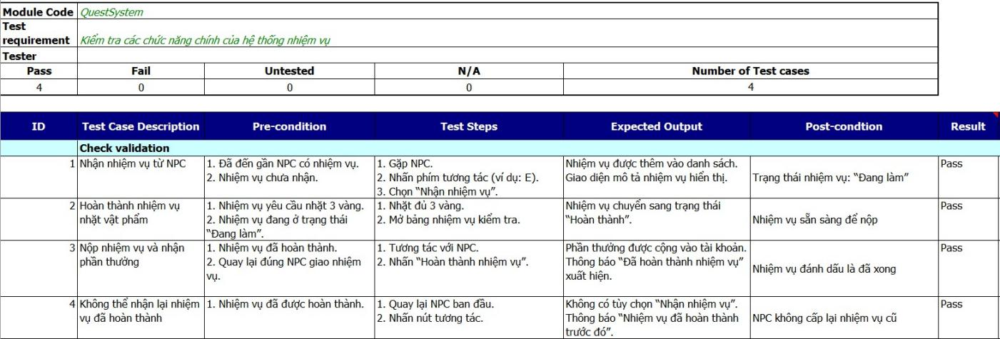 Module Code QuestSystem
Test
requirement Kiểm tra các chức năng chính của hệ thống nhiệm vụ
Tester
Pass Fail Untested N/A Number of Test cases
4 0 0 0 4
ID Test Case Description Pre-condition Test Steps Expected Output Post-condtion Result
Check validation
1 Nhận nhiệm vụ từ NPC 1. Đã đến gần NPC có nhiệm vụ. 1. Gặp NPC. Nhiệm vụ được thêm vào danh sách. Pass
2. Nhiệm vụ chưa nhận. 2. Nhấn phím tương tác (ví dụ: E). Giao diện mô tả nhiệm vụ hiển thị. Trạng thái nhiệm vụ: “Đang làm”
3. Chọn “Nhận nhiệm vụ”.
2 Hoàn thành nhiệm vụ 1. Nhiệm vụ yêu cầu nhặt 3 vàng. 1. Nhặt đủ 3 vàng. Nhiệm vụ chuyển sang trạng thái Pass
nhặt vật phẩm 2. Nhiệm vụ đang ở trạng thái 2. Mở bảng nhiệm vụ kiểm tra. “Hoàn thành”. Nhiệm vụ sẵn sàng để nộp
“Đang làm”.
3 Nộp nhiệm vụ và nhận 1. Nhiệm vụ đã hoàn thành. 1. Tương tác với NPC. Phần thưởng được cộng vào tài khoản. Pass
phần thưởng 2. Quay lại đúng NPC giao nhiệm 2. Nhấn “Hoàn thành nhiệm vụ”. Thông báo “Đã hoàn thành nhiệm vụ” Nhiệm vụ đánh dấu là đã xong
vụ. xuất hiện.
4 Không thể nhận lại nhiệm 1. Nhiệm vụ đã được hoàn thành. 1. Quay lại NPC ban đầu. Không có tùy chọn “Nhận nhiệm vụ”. Pass
vụ đã hoàn thành 2. Nhấn nút tương tác. Thông báo “Nhiệm vụ đã hoàn thành NPC không cấp lại nhiệm vụ cũ
trước đó”.